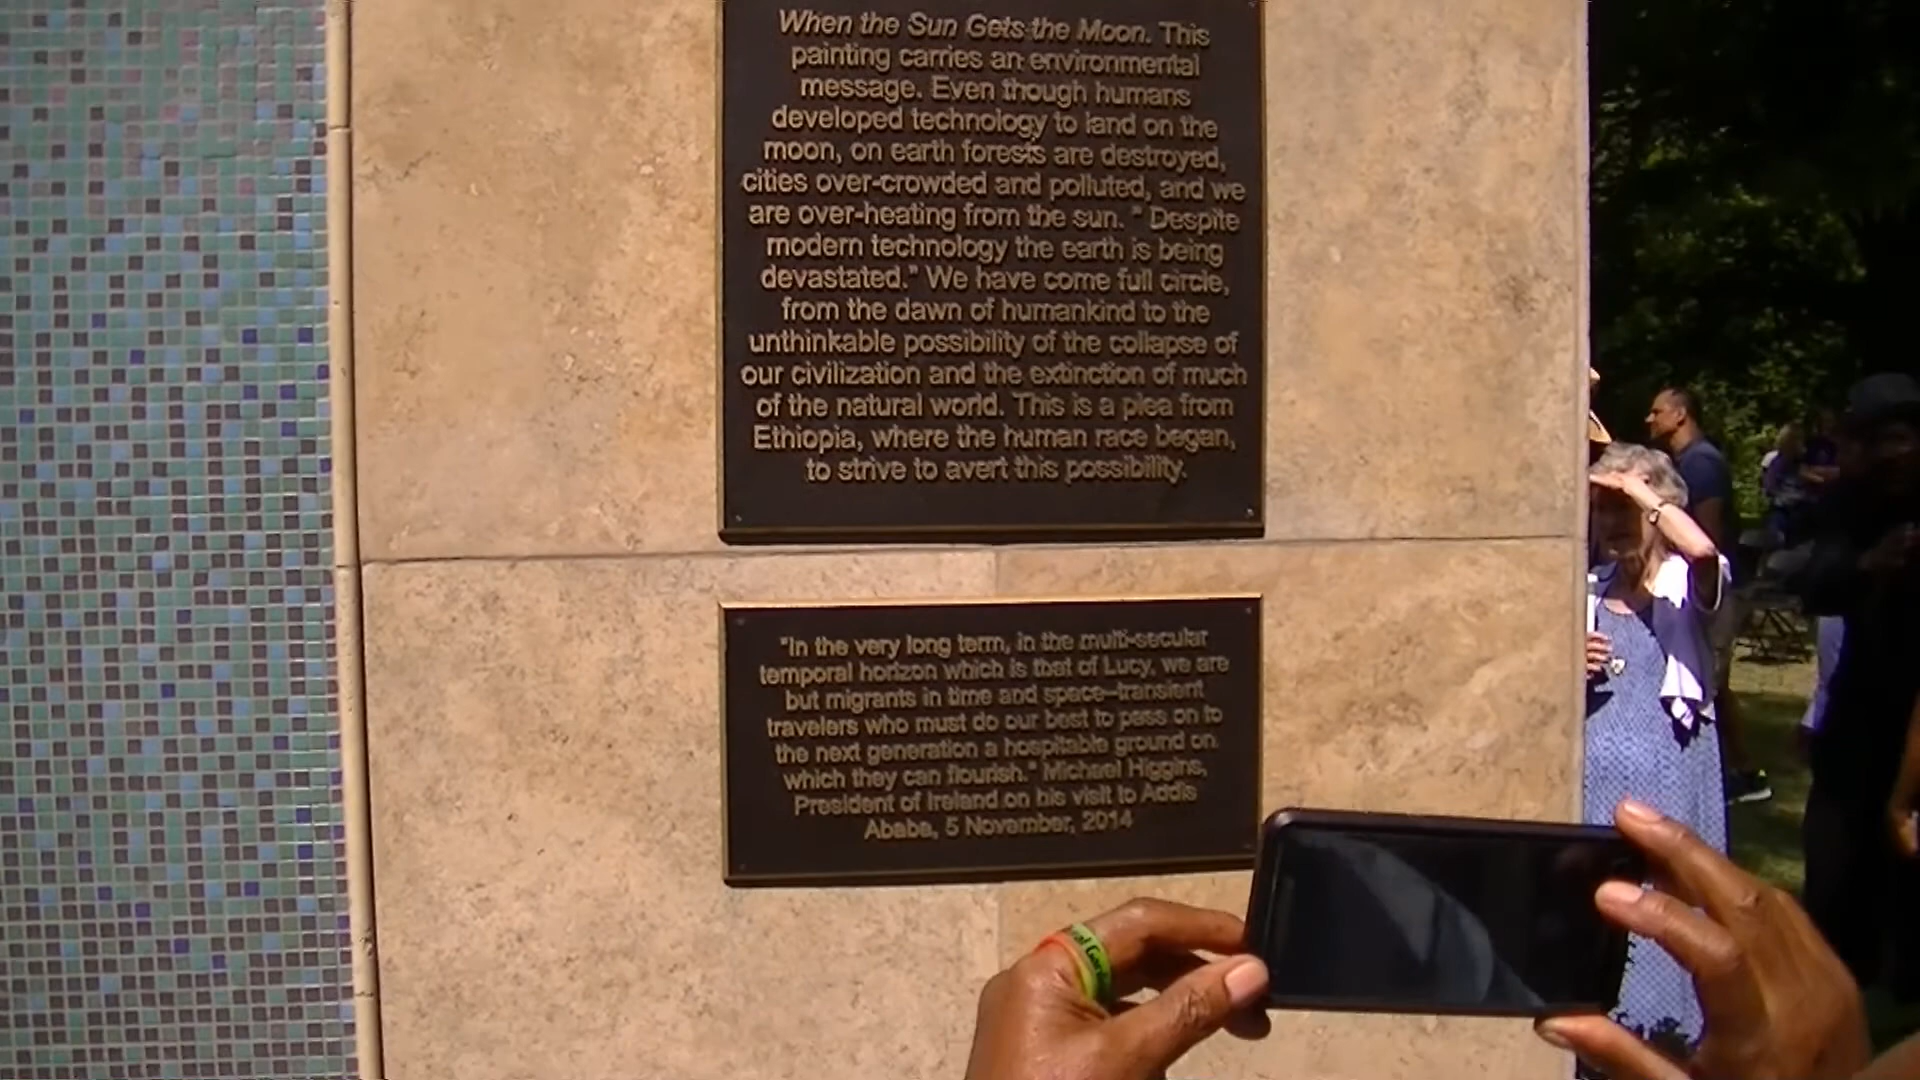 When the Sun Gets the Moon. This
painting carries an environmental
message. Even though humans
developed technology to land on the
moon, on earth forests are destroyed,
cities over-crowded and polluted, and we
are over-heating from the sun. " Despite
modern technology the earth is being
devastated." We have come full circle,
from the dawn of humankind to the
unthinkable possibility of the collapse of
our civilization and the extinction of much
of the natural world. This is a plea from
Ethiopia, where the human race began,
to strive to avert this possibility.
"In the very long term, in the multi-secular
temporal horizon which is that of Lucy, we are
but migrants in time and space–transient
travelers who must do our best to pass on to
the next generation a hospitable ground on
which they can flourish." Michael Higgins,
President of Ireland on his visit to Addis
Ababa, 5 November, 2014